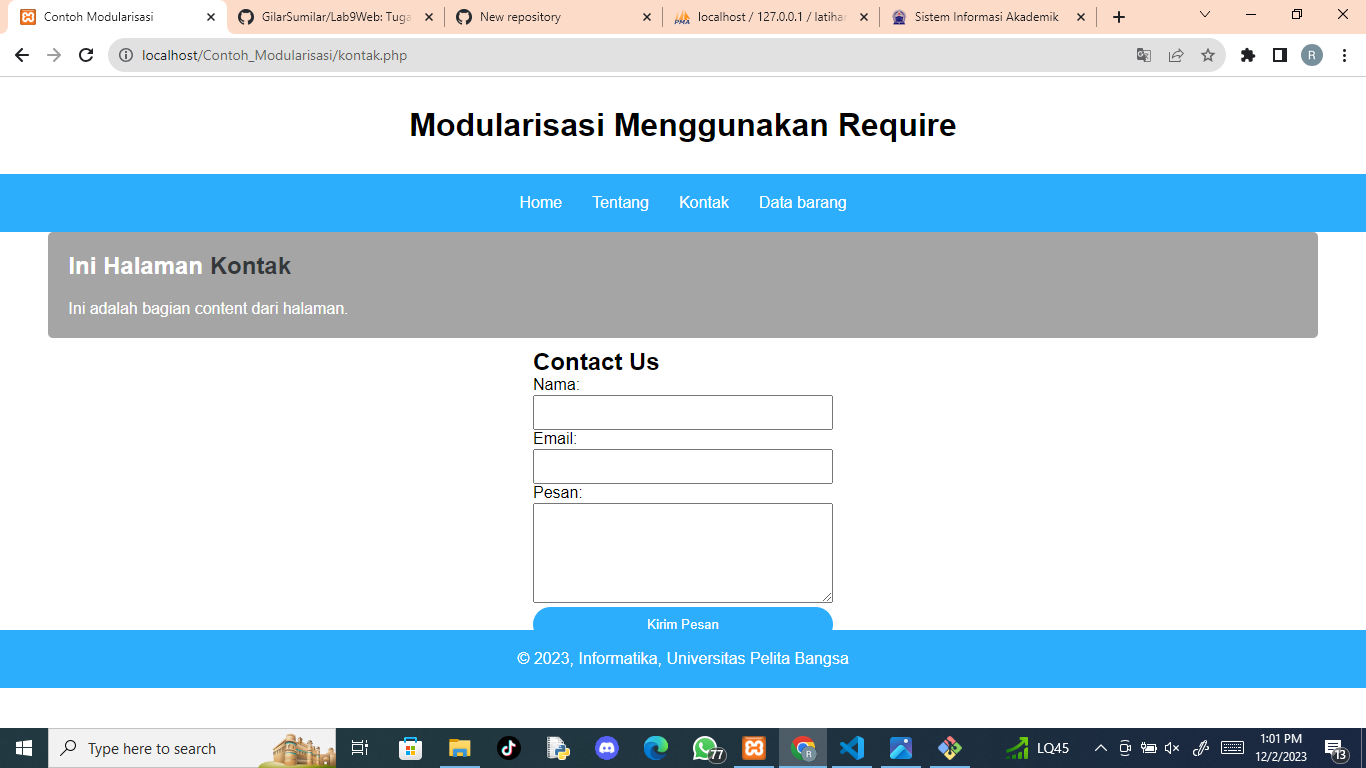 Contoh Modularisasi
GilarSumilar/Lab9Web: Tuga
New repository
localhost / 127.0.0.1 / latihan
Sistem Informasi Akademik
localhost/Contoh_Modularisasi/kontak.php
R
Modularisasi Menggunakan Require
Home Tentang Kontak Data barang
Ini Halaman Kontak
Ini adalah bagian content dari halaman.
Contact Us
Nama:
Email:
Pesan:
Kirim Pesan
© 2023, Informatika, Universitas Pelita Bangsa
Type here to search
77
R
LQ45
1:01 PM
12/2/2023
13